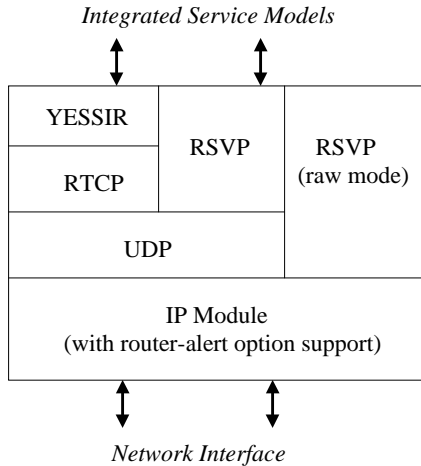 Integrated Service Models
YESSIR
RSVP
RSVP
(raw mode)
RTCP
UDP
IP Module
(with router-alert option support)
Network Interface